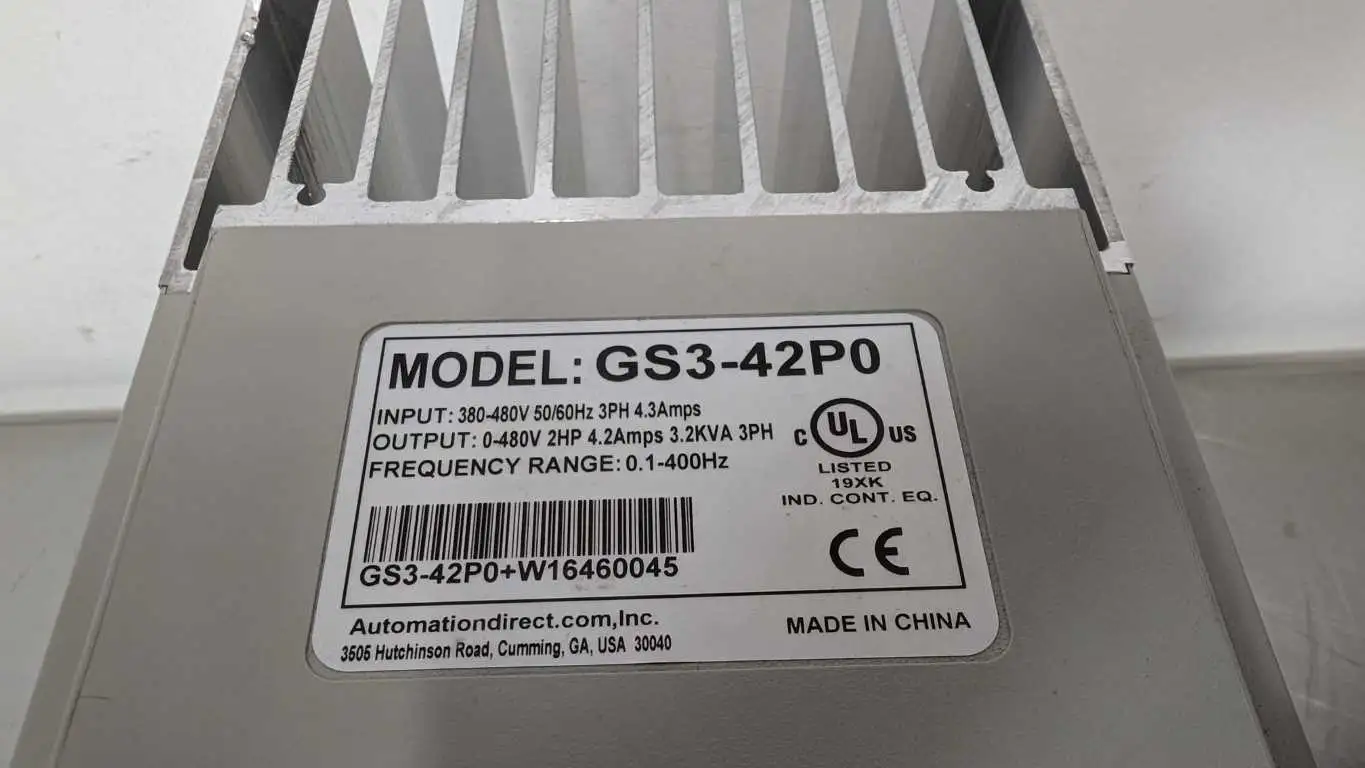 MODEL: GS3-42P0
INPUT: 380-480V 50/60Hz 3PH 4.3Amps
OUTPUT: 0-480V 2HP 4.2Amps 3.2KVA 3PH
FREQUENCY RANGE: 0.1-400Hz
C UL US
LISTED
19XK
IND. CONT. EQ.
GS3-42P0+W16460045
CE
Automationdirect.com,Inc.
3505 Hutchinson Road, Cumming, GA, USA 30040
MADE IN CHINA